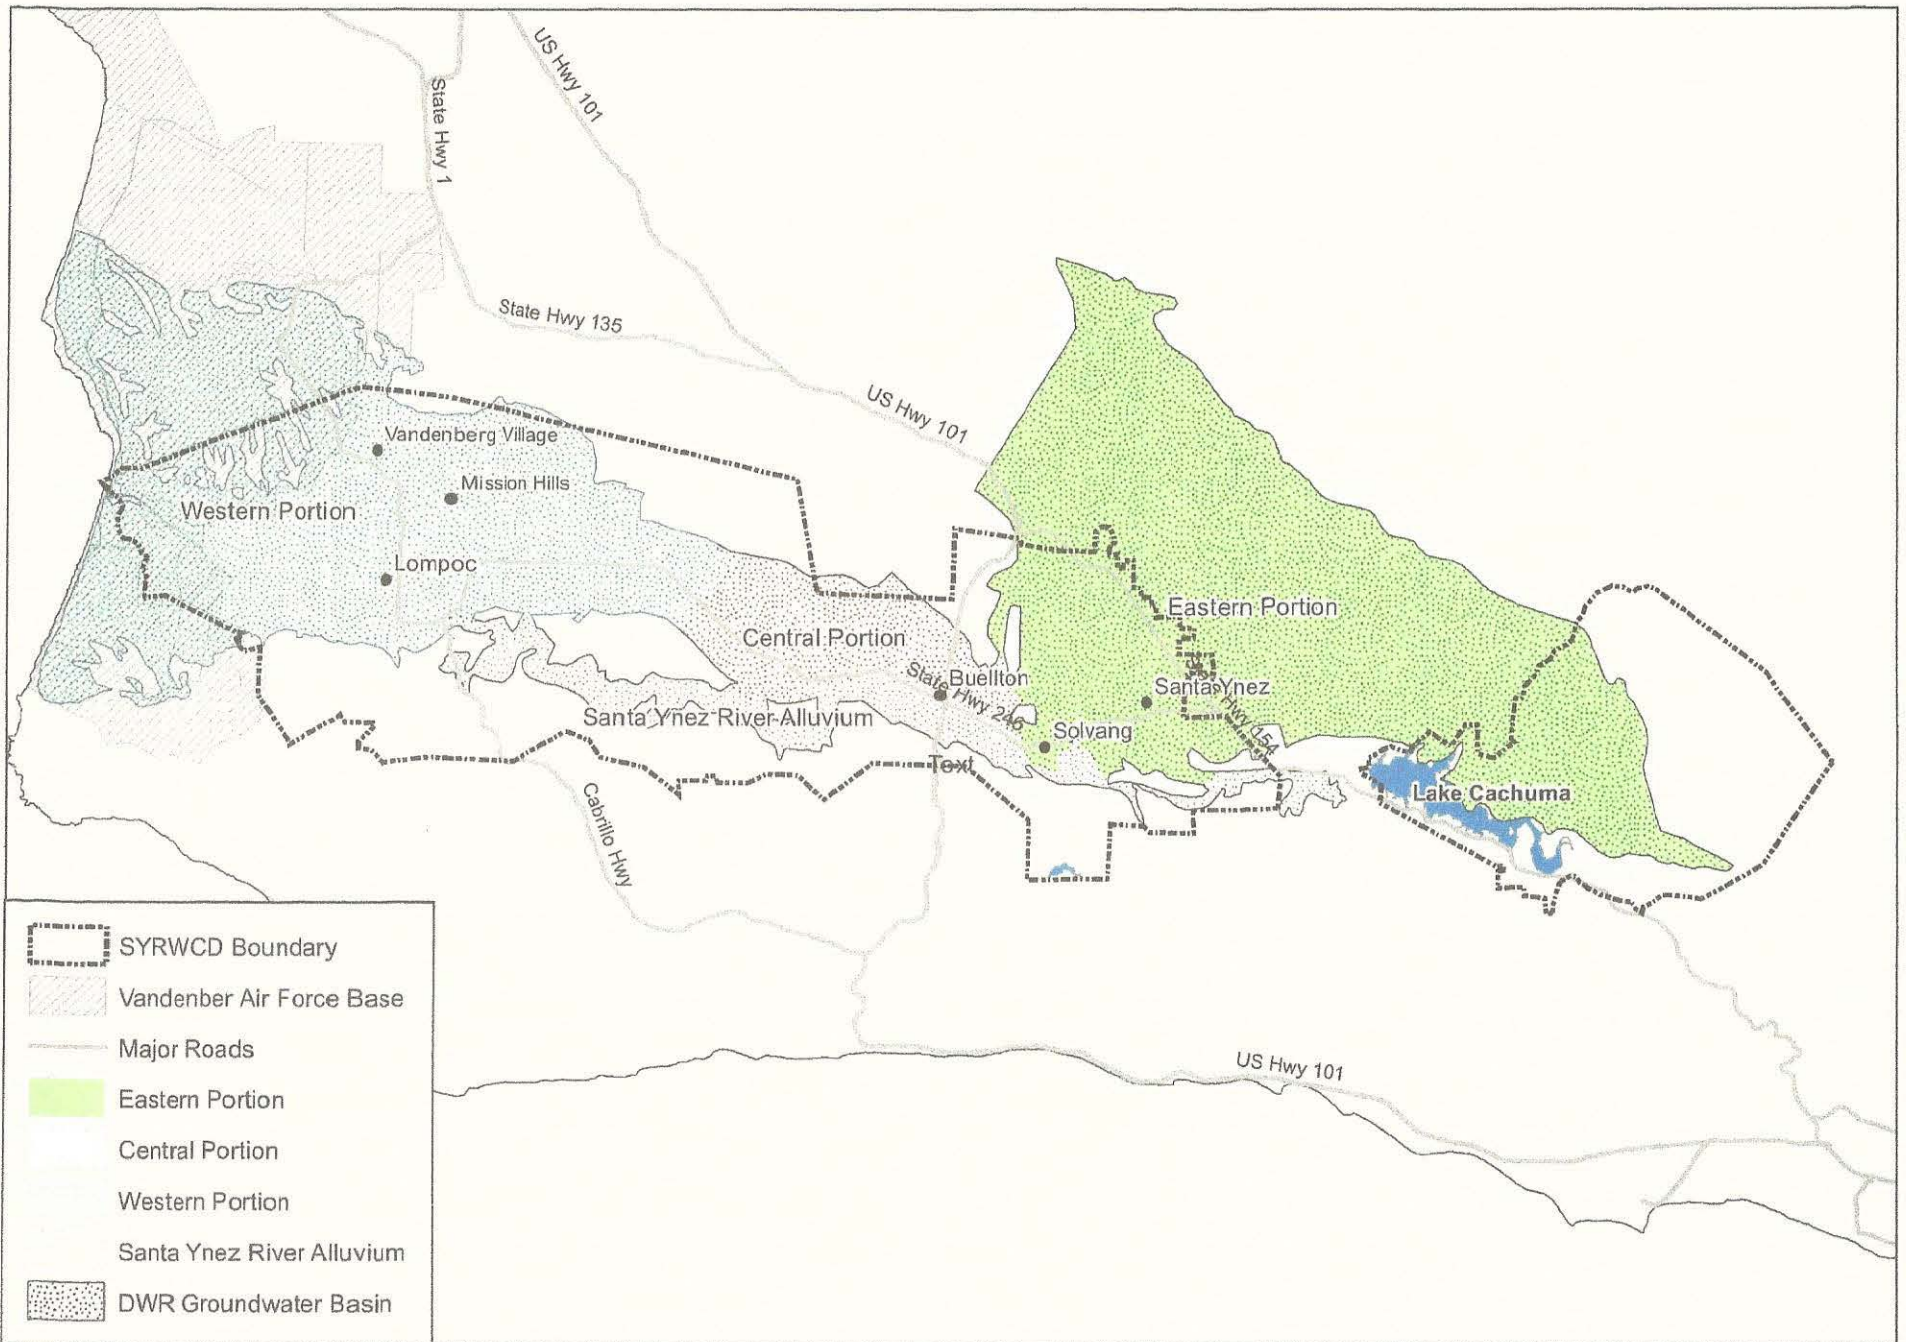 US Hwy 101
State Hwy 1
State Hwy 135
US Hwy 101
Vandenberg Village
Mission Hills
Western Portion
Lompoc
Eastern Portion
Central Portion
Buellton
State Hwy 246
Santa Ynez
Hwy 154
Santa Ynez River Alluvium
Solvang
Text
Lake Cachuma
Cabrillo Hwy
US Hwy 101
SYRWCD Boundary
Vandenber Air Force Base
Major Roads
Eastern Portion
Central Portion
Western Portion
Santa Ynez River Alluvium
DWR Groundwater Basin